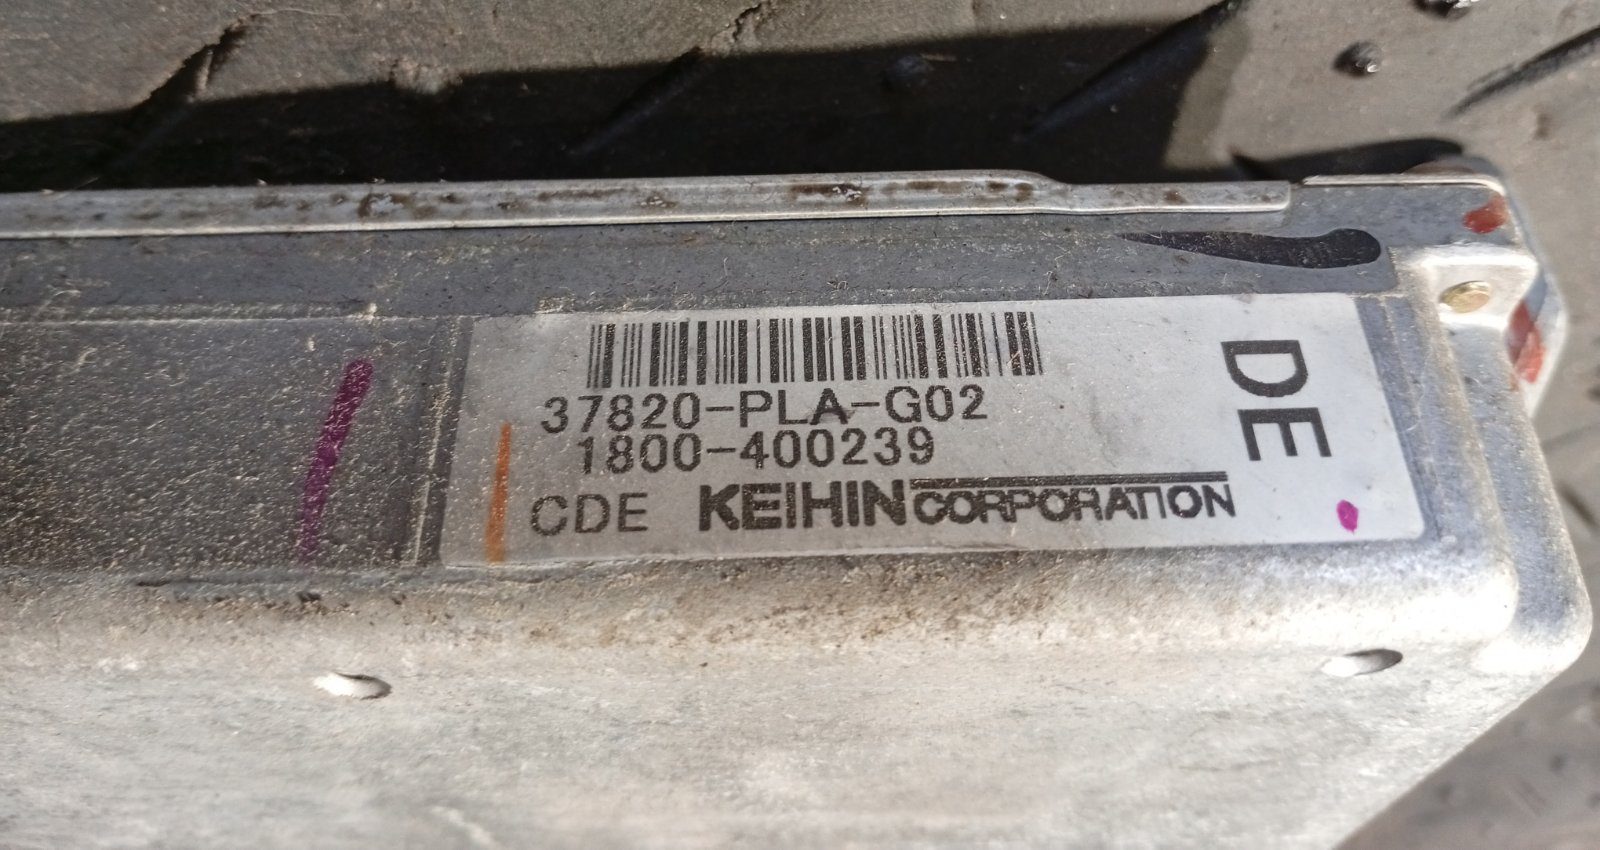 37820-PLA-G02
1800-400239
CDE KEIHIN CORPORATION
DE